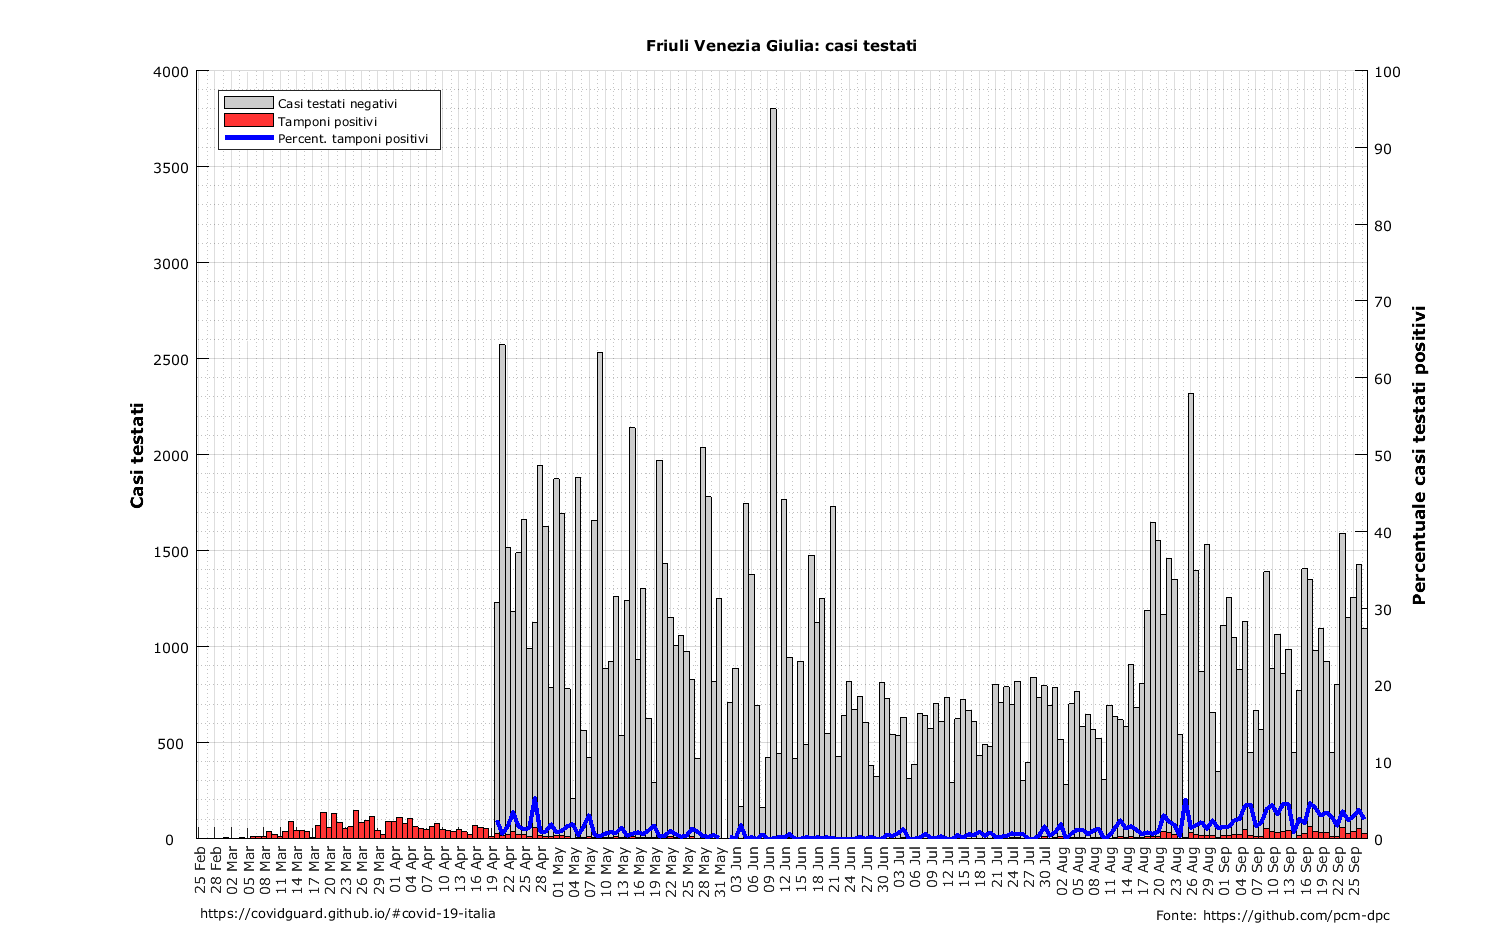 Friuli Venezia Giulia: casi testati
Casi testati negativi
Tamponi positivi
Percent. tamponi positivi
Casi testati
4000
3500
3000
2500
2000
1500
1000
500
0
100
90
80
70
60
50
40
30
20
10
0
Percentuale casi testati positivi
25 Feb
28 Feb
02 Mar
05 Mar
08 Mar
11 Mar
14 Mar
17 Mar
20 Mar
23 Mar
26 Mar
29 Mar
01 Apr
04 Apr
07 Apr
10 Apr
13 Apr
16 Apr
19 Apr
22 Apr
25 Apr
28 Apr
01 May
04 May
07 May
10 May
13 May
16 May
19 May
22 May
25 May
28 May
31 May
03 Jun
06 Jun
09 Jun
12 Jun
15 Jun
18 Jun
21 Jun
24 Jun
27 Jun
30 Jun
03 Jul
06 Jul
09 Jul
12 Jul
15 Jul
18 Jul
21 Jul
24 Jul
27 Jul
30 Jul
02 Aug
05 Aug
08 Aug
11 Aug
14 Aug
17 Aug
20 Aug
23 Aug
26 Aug
29 Aug
01 Sep
04 Sep
07 Sep
10 Sep
13 Sep
16 Sep
19 Sep
22 Sep
25 Sep
https://covidguard.github.io/#covid-19-italia
Fonte: https://github.com/pcm-dpc